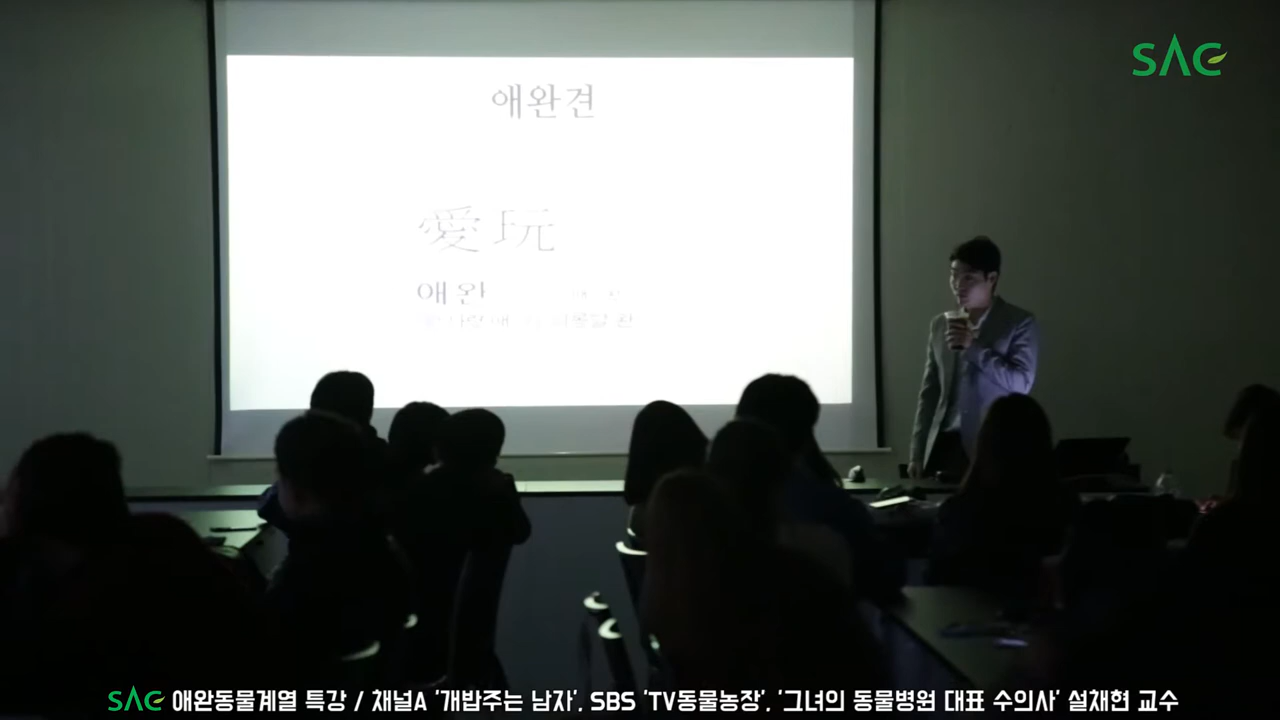 SAC
애완견
愛玩
애완
SAC 애완동물계열 특강 / 채널A '개밥주는 남자', SBS 'TV동물농장', '그녀의 동물병원 대표 수의사' 설채현 교수